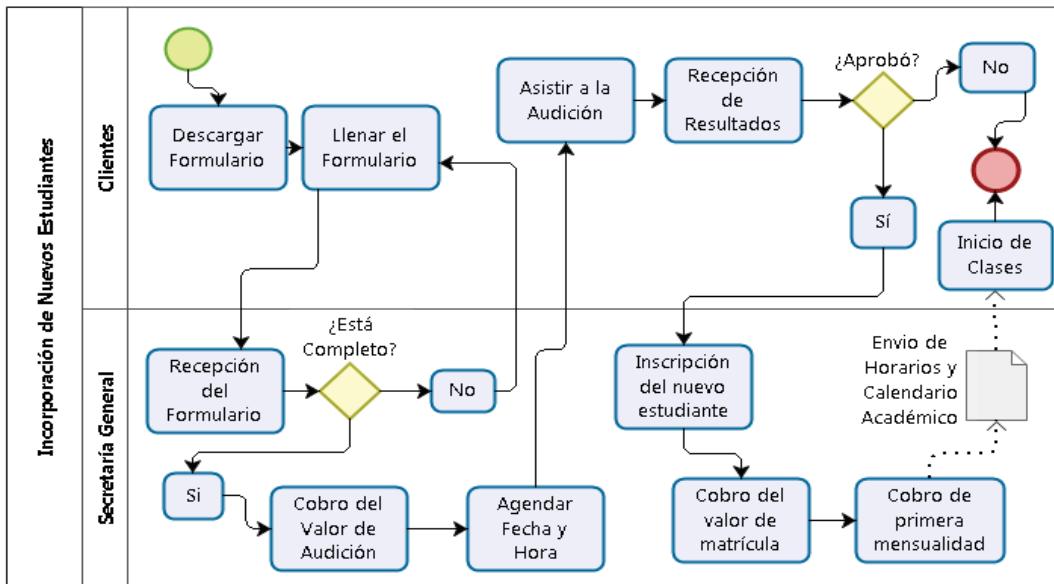 Incorporación de Nuevos Estudiantes
Clientes
Descargar
Formulario
Llenar el
Formulario
Asistir a la
Audición
Recepción
de
Resultados
¿Aprobó?
No
Sí
Inicio de
Clases
Secretaría General
Recepción
del
Formulario
¿Está
Completo?
No
Si
Cobro del
Valor de
Audición
Agendar
Fecha y
Hora
Inscripción
del nuevo
estudiante
Cobro del
valor de
matrícula
Cobro de
primera
mensualidad
Envio de
Horarios y
Calendario
Académico